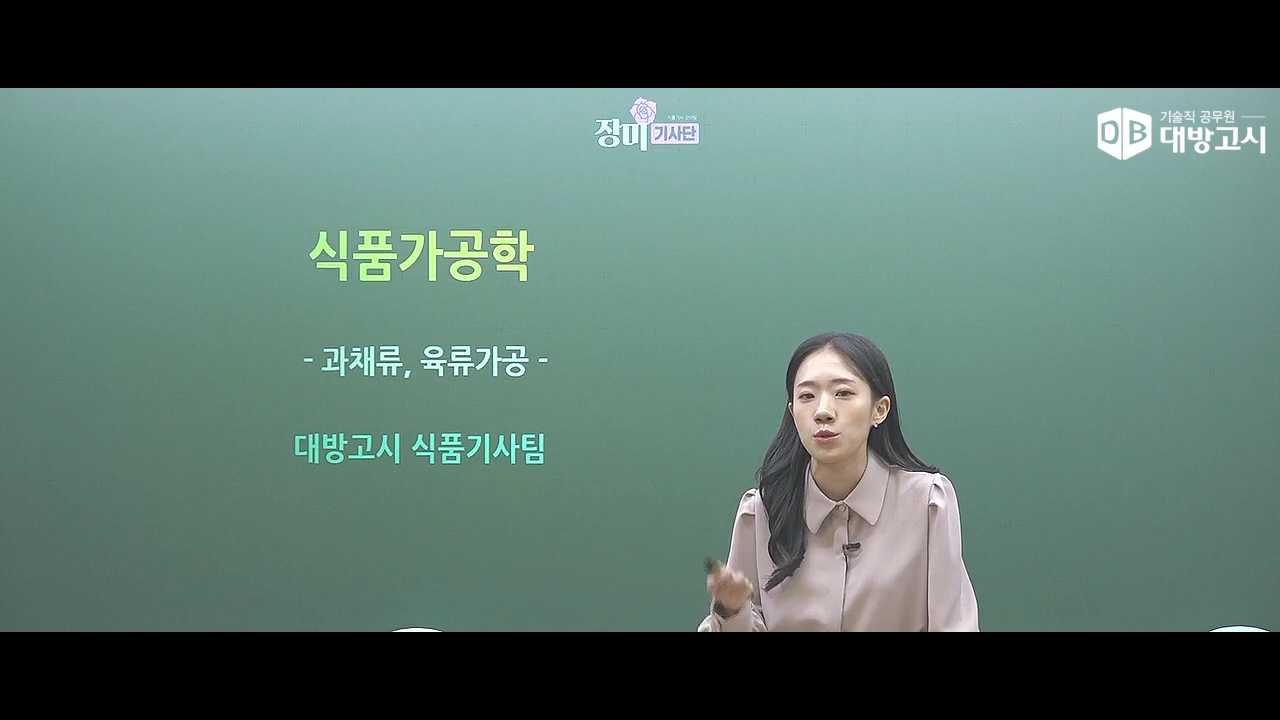 장미 기사단
기술직 공무원
DB 대방고시
식품가공학
- 과채류, 육류가공 -
대방고시 식품기사팀